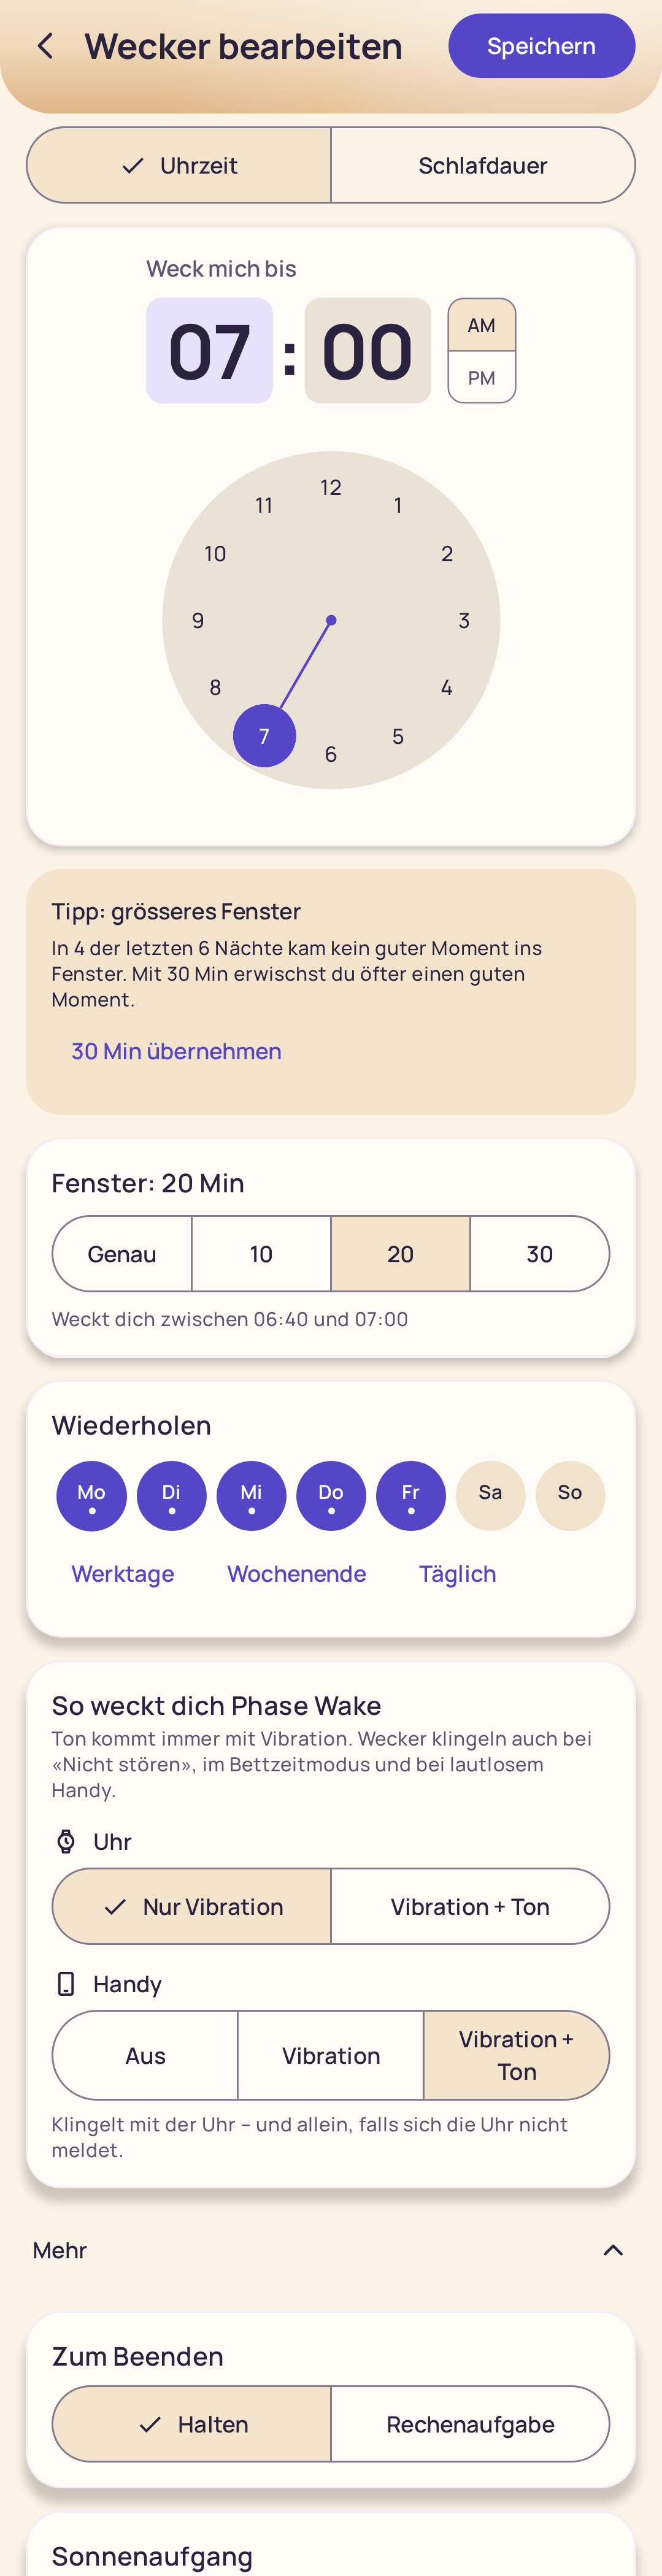 Wecker bearbeiten
Speichern
Uhrzeit
Schlafdauer
Weck mich bis
07 : 00
AM
PM
12
11
1
10
2
9
3
8
4
7
5
6
Tipp: grösseres Fenster
In 4 der letzten 6 Nächte kam kein guter Moment ins
Fenster. Mit 30 Min erwischst du öfter einen guten
Moment.
30 Min übernehmen
Fenster: 20 Min
Genau
10
20
30
Weckt dich zwischen 06:40 und 07:00
Wiederholen
Mo
Di
Mi
Do
Fr
Sa
So
Werktage
Wochenende
Täglich
So weckt dich Phase Wake
Ton kommt immer mit Vibration. Wecker klingeln auch bei
«Nicht stören», im Bettzeitmodus und bei lautlosem
Handy.
Uhr
Nur Vibration
Vibration + Ton
Handy
Aus
Vibration
Vibration +
Ton
Klingelt mit der Uhr – und allein, falls sich die Uhr nicht
meldet.
Mehr
Zum Beenden
Halten
Rechenaufgabe
Sonnenaufgang